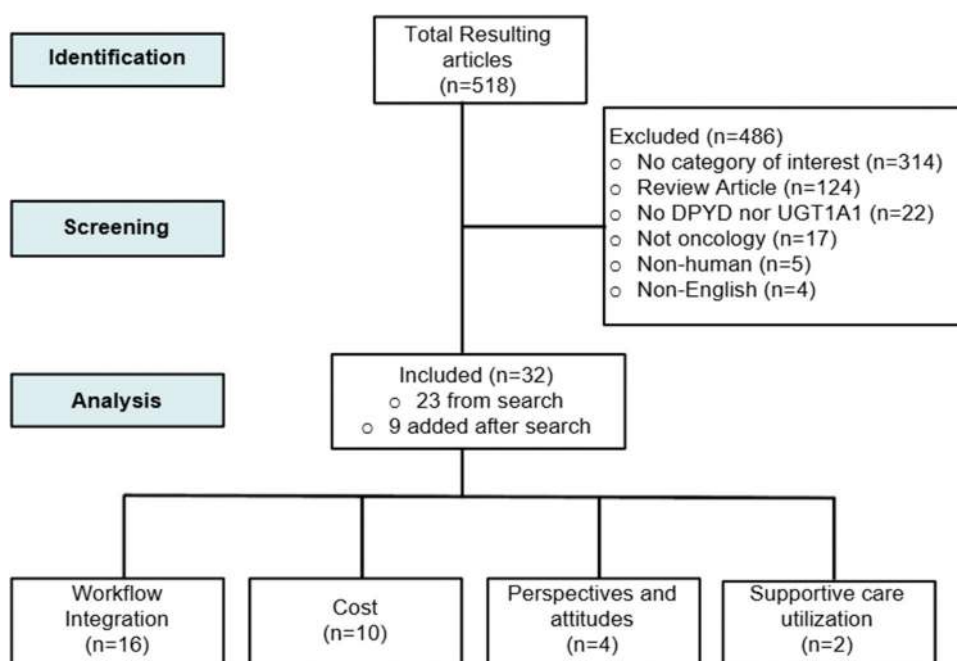 Identification
Total Resulting
articles
(n=518)
Excluded (n=486)
○ No category of interest (n=314)
○ Review Article (n=124)
○ No DPYD nor UGT1A1 (n=22)
○ Not oncology (n=17)
○ Non-human (n=5)
○ Non-English (n=4)
Screening
Analysis
Included (n=32)
○ 23 from search
○ 9 added after search
Workflow
Integration
(n=16)
Cost
(n=10)
Perspectives and
attitudes
(n=4)
Supportive care
utilization
(n=2)